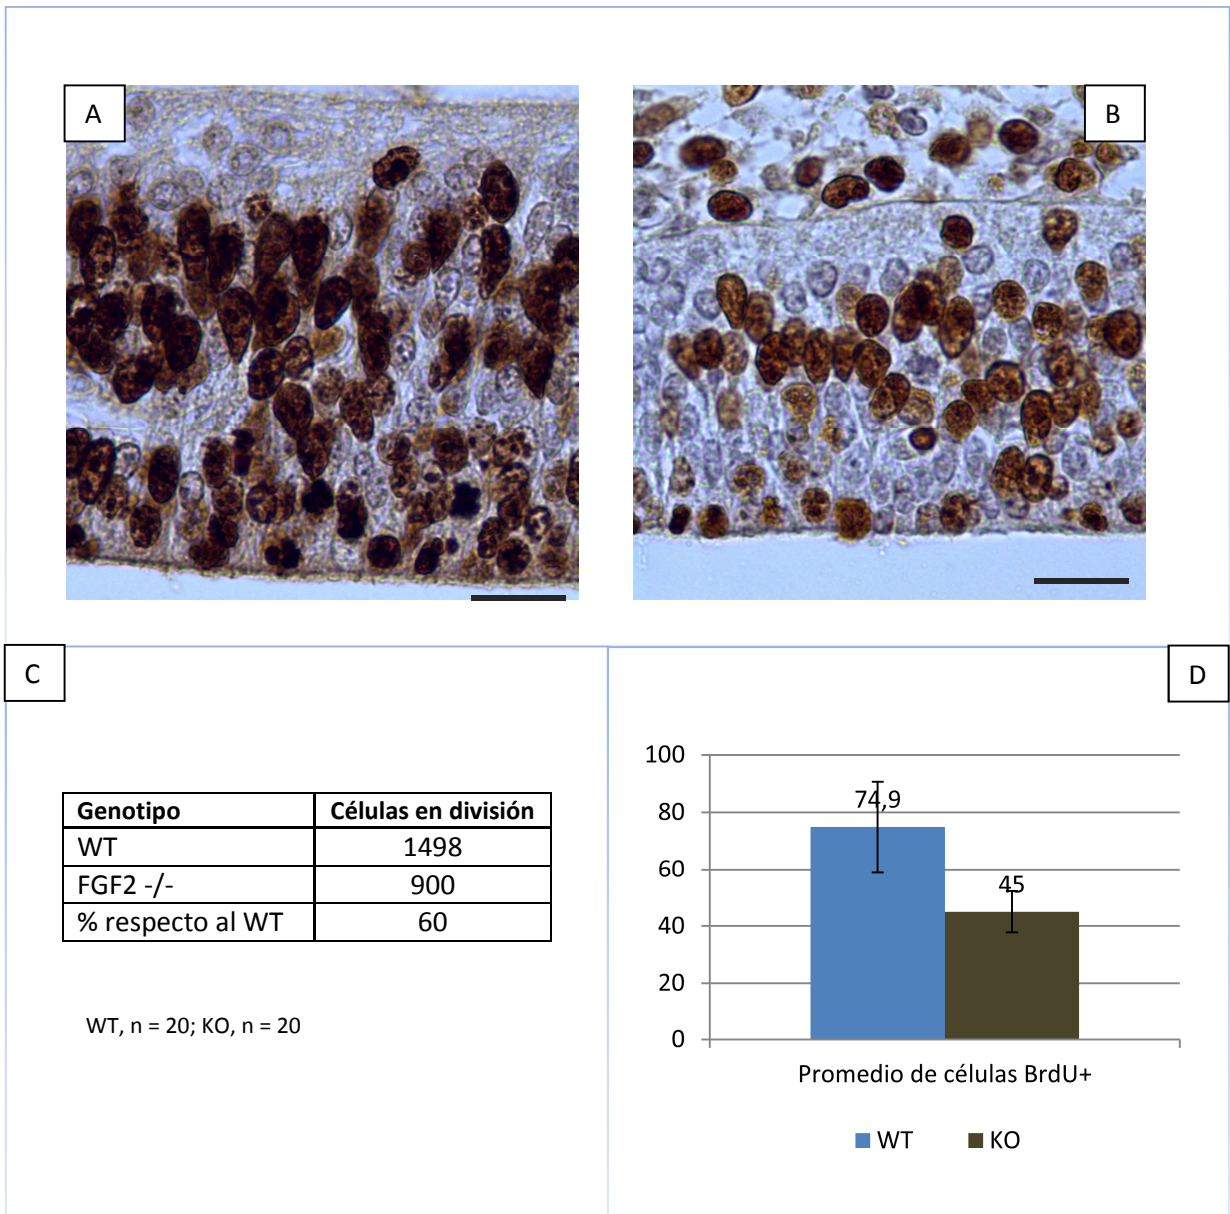 A
B
C
Genotipo Células en división
WT 1498
FGF2 -/- 900
% respecto al WT 60
WT, n = 20; KO, n = 20
D
100
80
60
40
20
0
74,9
45
Promedio de células BrdU+
WT KO